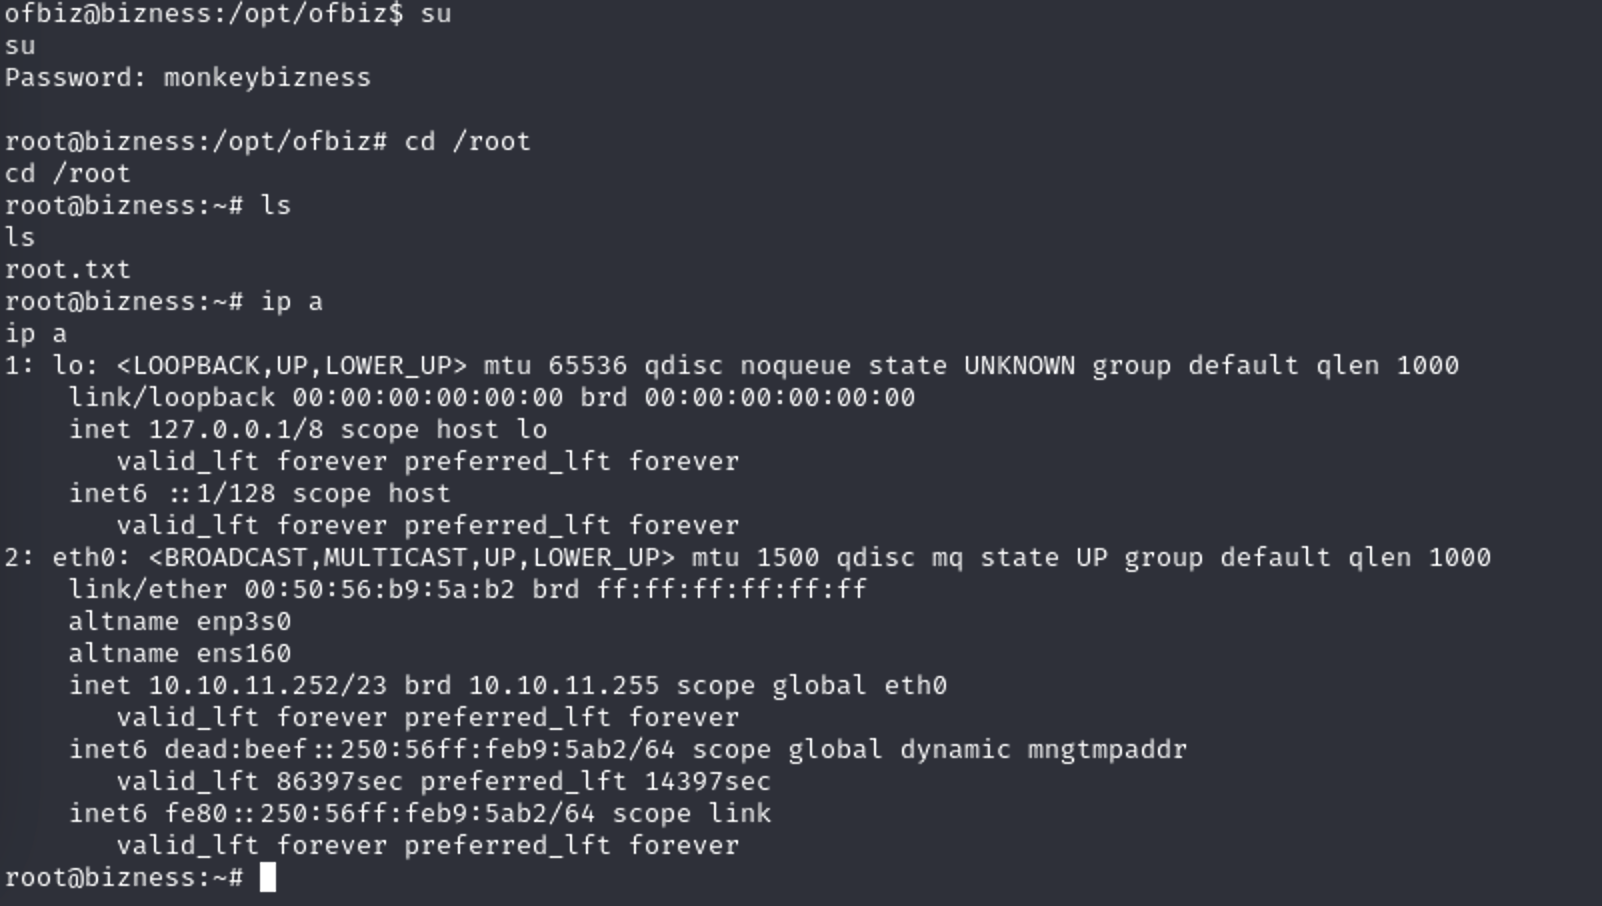 ofbiz@bizness:/opt/ofbiz$ su
su
Password: monkeybizness
root@bizness:/opt/ofbiz# cd /root
cd /root
root@bizness:~# ls
ls
root.txt
root@bizness:~# ip a
ip a
1: lo: <LOOPBACK,UP,LOWER_UP> mtu 65536 qdisc noqueue state UNKNOWN group default qlen 1000
    link/loopback 00:00:00:00:00:00 brd 00:00:00:00:00:00
    inet 127.0.0.1/8 scope host lo
       valid_lft forever preferred_lft forever
    inet6 ::1/128 scope host
       valid_lft forever preferred_lft forever
2: eth0: <BROADCAST,MULTICAST,UP,LOWER_UP> mtu 1500 qdisc mq state UP group default qlen 1000
    link/ether 00:50:56:b9:5a:b2 brd ff:ff:ff:ff:ff:ff
    altname enp3s0
    altname ens160
    inet 10.10.11.252/23 brd 10.10.11.255 scope global eth0
       valid_lft forever preferred_lft forever
    inet6 dead:beef::250:56ff:feb9:5ab2/64 scope global dynamic mngtmpaddr
       valid_lft 86397sec preferred_lft 14397sec
    inet6 fe80::250:56ff:feb9:5ab2/64 scope link
       valid_lft forever preferred_lft forever
root@bizness:~#